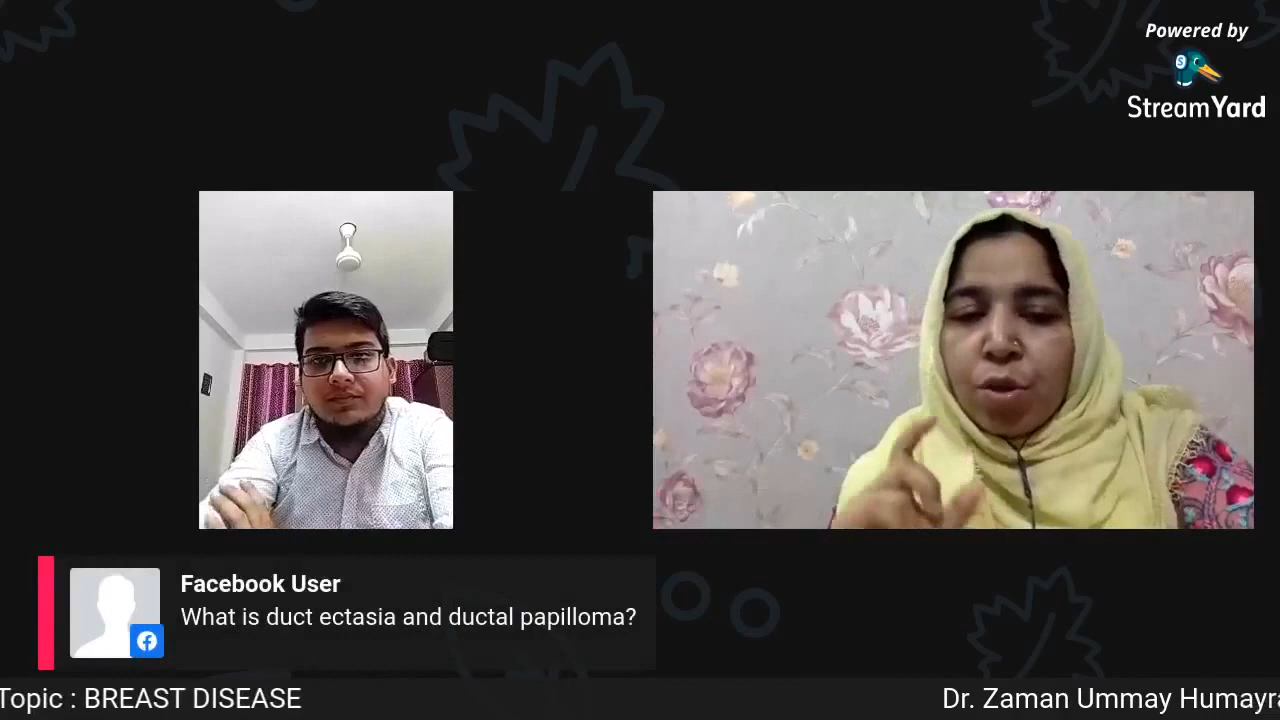 Powered by
StreamYard
Facebook User
What is duct ectasia and ductal papilloma?
Topic : BREAST DISEASE
Dr. Zaman Ummay Humayra